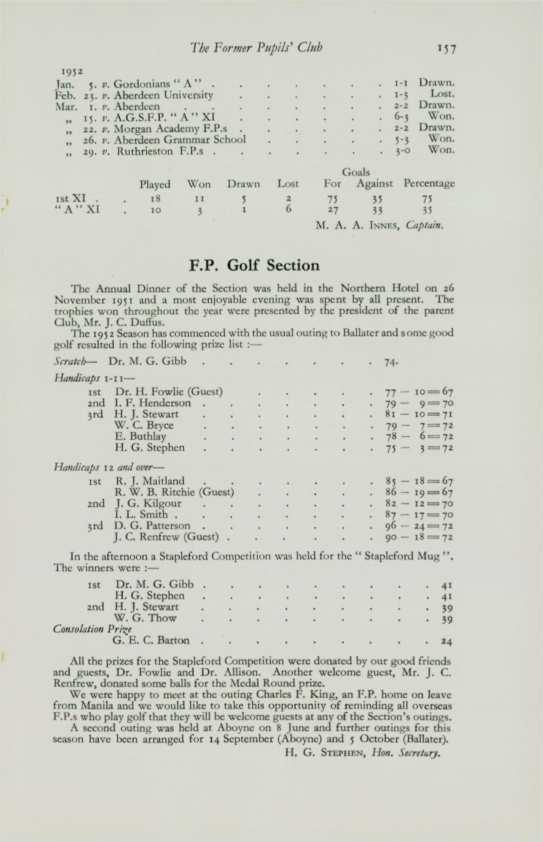 The Former Pupils' Club 157
1952
Jan. 5. v. Gordonians "A" . . . . . . . 1-1 Drawn.
Feb. 23. v. Aberdeen University . . . . . 1-3 Lost.
Mar. 1. v. Aberdeen . . . . . . . . 2-2 Drawn.
„ 15. v. A.G.S.F.P. "A" XI . . . . . 6-3 Won.
„ 22. v. Morgan Academy F.P.s . . . . . . 2-2 Drawn.
„ 26. v. Aberdeen Grammar School . . . . . 5-3 Won.
„ 29. v. Ruthrieston F.P.s . . . . . . . 3-0 Won.
Goals
Played Won Drawn Lost For Against Percentage
1st XI . . 18 11 5 2 75 35 75
"A" XI . 10 3 1 6 27 33 35
M. A. A. Innes, Captain.
F.P. Golf Section
The Annual Dinner of the Section was held in the Northern Hotel on 26
November 1951 and a most enjoyable evening was spent by all present. The
trophies won throughout the year were presented by the president of the parent
Club, Mr. J. C. Duffus.
The 1952 Season has commenced with the usual outing to Ballater and some good
golf resulted in the following prize list :—
Scratch— Dr. M. G. Gibb . . . . . . . 74.
Handicaps 1-11—
1st Dr. H. Fowlie (Guest) . . . . . 77 — 10=67
2nd I. F. Henderson . . . . . . . 79 — 9=70
3rd H. J. Stewart . . . . . . . 81 — 10=71
W. C. Bryce . . . . . . . 79 — 7=72
E. Buthlay . . . . . . . 78 — 6=72
H. G. Stephen . . . . . . . 75 — 3=72
Handicaps 12 and over—
1st R. J. Maitland . . . . . . . 85 — 18=67
R. W. B. Ritchie (Guest) . . . . . 86 — 19=67
2nd J. G. Kilgour . . . . . . . 82 — 12=70
I. L. Smith . . . . . . . . 87 — 17=70
3rd D. G. Patterson . . . . . . . 96 — 24=72
J. C. Renfrew (Guest) . . . . . . 90 — 18=72
In the afternoon a Stapleford Competition was held for the "Stapleford Mug".
The winners were :—
1st Dr. M. G. Gibb . . . . . . . . . 41
H. G. Stephen . . . . . . . . . 41
2nd H. J. Stewart . . . . . . . . . 39
W. G. Thow . . . . . . . . . 39
Consolation Prize
G. E. C. Barton . . . . . . . . . 24
All the prizes for the Stapleford Competition were donated by our good friends
and guests, Dr. Fowlie and Dr. Allison. Another welcome guest, Mr. J. C.
Renfrew, donated some balls for the Medal Round prize.
We were happy to meet at the outing Charles F. King, an F.P. home on leave
from Manila and we would like to take this opportunity of reminding all overseas
F.P.s who play golf that they will be welcome guests at any of the Section's outings.
A second outing was held at Aboyne on 8 June and further outings for this
season have been arranged for 14 September (Aboyne) and 5 October (Ballater).
H. G. Stephen, Hon. Secretary.